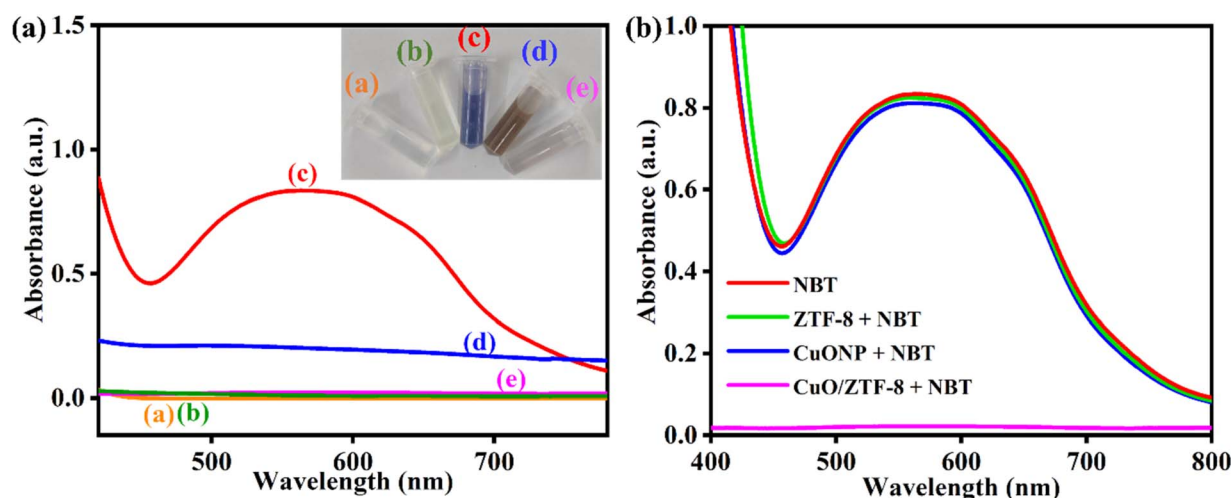 (a)
1.5
1.0
0.5
0.0
Absorbance (a.u.)
500
600
700
Wavelength (nm)
(a)
(b)
(c)
(d)
(e)
(c)
(d)
(e)
(a)
(b)
(b)
1.0
0.8
0.6
0.4
0.2
0.0
Absorbance (a.u.)
NBT
ZTF-8 + NBT
CuONP + NBT
CuO/ZTF-8 + NBT
400
500
600
700
800
Wavelength (nm)